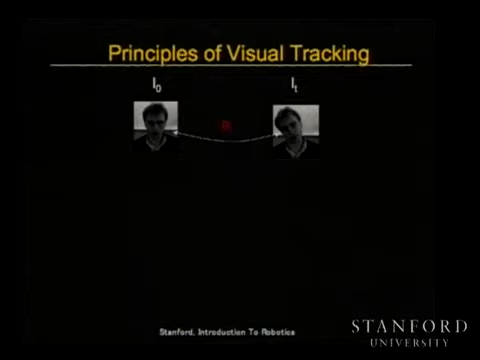 Principles of Visual Tracking
I0
It
Stanford, Introduction To Robotics
STANFORD
UNIVERSITY